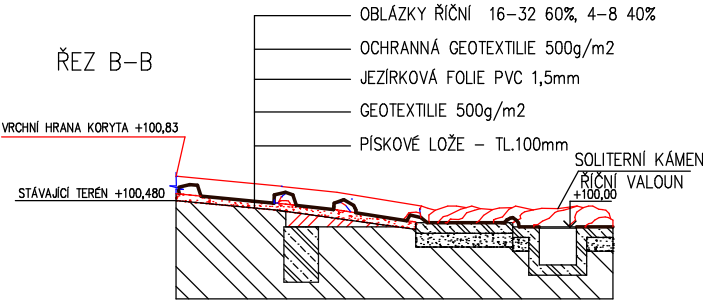 OBLÁZKY ŘÍČNÍ 16-32 60%, 4-8 40%
ŘEZ B-B
OCHRANNÁ GEOTEXTILIE 500g/m2
JEZÍRKOVÁ FOLIE PVC 1,5mm
GEOTEXTILIE 500g/m2
VRCHNÍ HRANA KORYTA +100,83
PÍSKOVÉ LOŽE - TL.100mm
SOLITERNÍ KÁMEN
ŘÍČNÍ VALOUN
STÁVAJÍCÍ TERÉN +100,480
+100,00